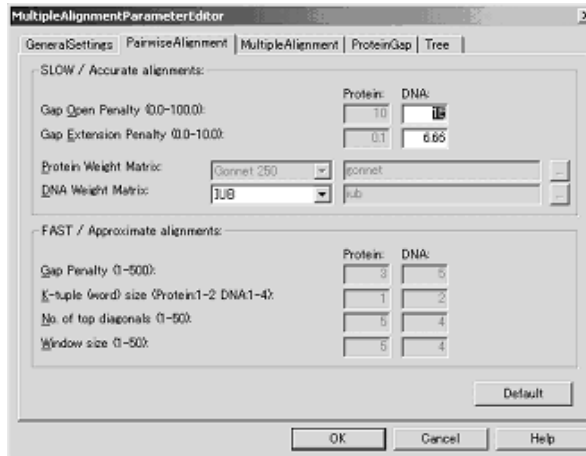 MultipleAlignmentParameterEditor
GeneralSettings PairwiseAlignment MultipleAlignment ProteinGap Tree
SLOW / Accurate alignments:
Protein: DNA:
Gap Open Penalty (0.0-100.0): 10
Gap Extension Penalty (0.0-10.0): 0.1 6.66
Protein Weight Matrix: Gonnet 250 gonnet ...
DNA Weight Matrix: IUB iub ...
FAST / Approximate alignments:
Protein: DNA:
Gap Penalty (1-500): 3 5
K-tuple (word) size (Protein:1-2 DNA:1-4): 1 2
No. of top diagonals (1-50): 5 4
Window size (1-50): 5 4
Default
OK Cancel Help